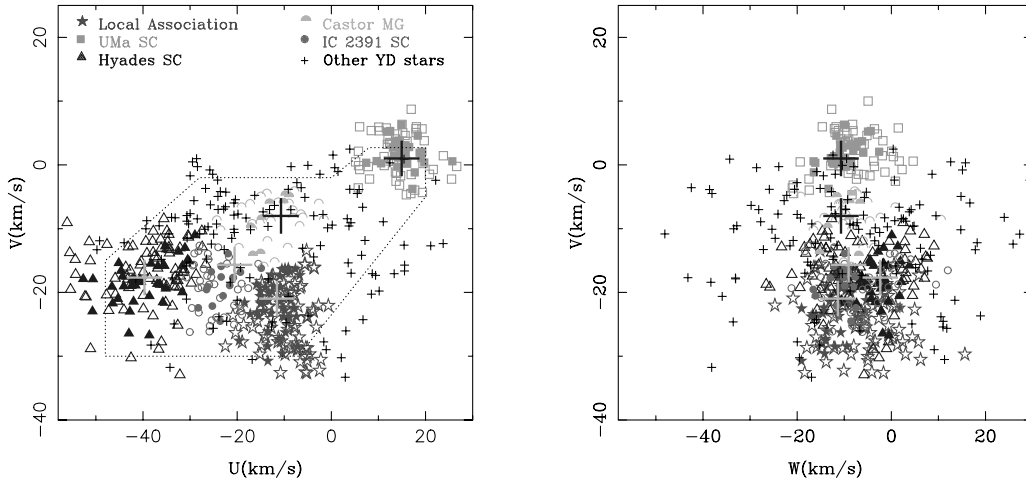 Local Association
UMa SC
Hyades SC
Castor MG
IC 2391 SC
Other YD stars
20
0
−20
−40
V(km/s)
−40
−20
0
20
U(km/s)
20
0
−20
−40
V(km/s)
−40
−20
0
20
W(km/s)